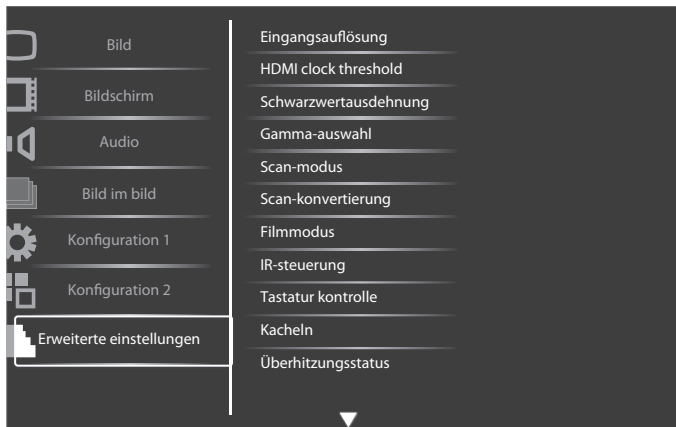 Bild
Bildschirm
Audio
Bild im bild
Konfiguration 1
Konfiguration 2
Erweiterte einstellungen
Eingangsauflösung
HDMI clock threshold
Schwarzwertausdehnung
Gamma-auswahl
Scan-modus
Scan-konvertierung
Filmmodus
IR-steuerung
Tastatur kontrolle
Kacheln
Überhitzungsstatus